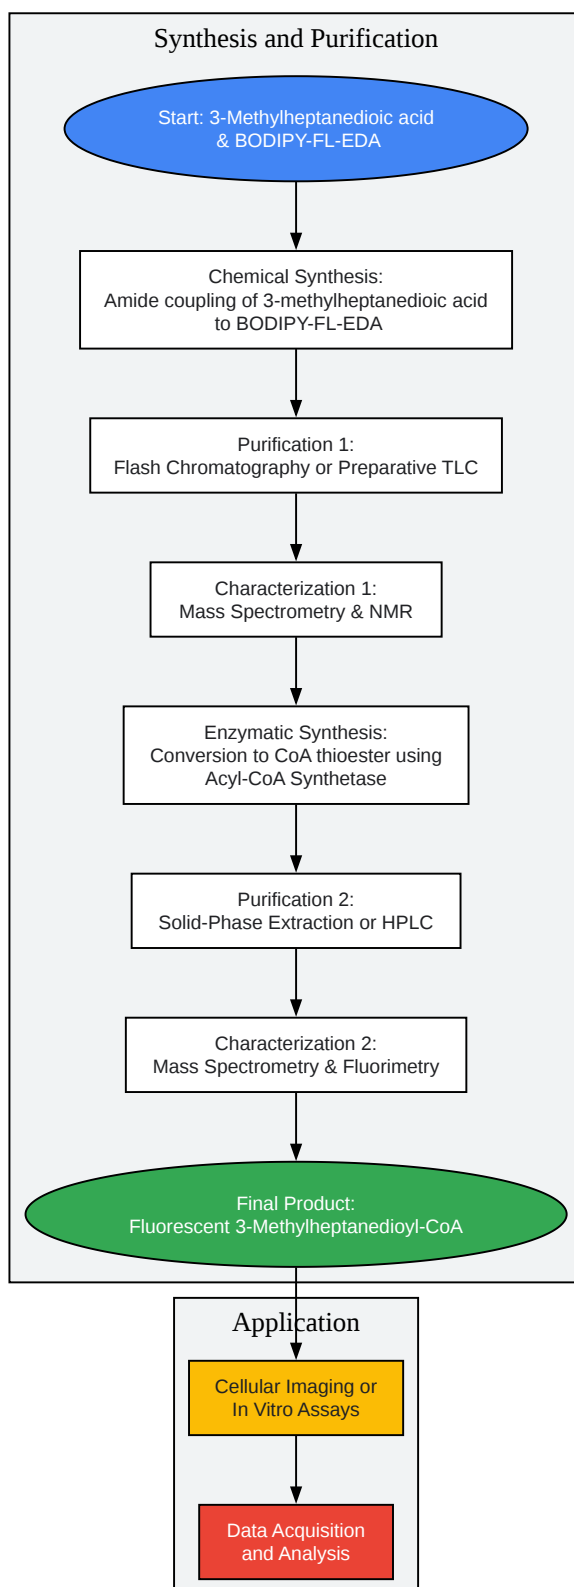 Synthesis and Purification
Start: 3-Methylheptanedioic acid
& BODIPY-FL-EDA
Chemical Synthesis:
Amide coupling of 3-methylheptanedioic acid
to BODIPY-FL-EDA
Purification 1:
Flash Chromatography or Preparative TLC
Characterization 1:
Mass Spectrometry & NMR
Enzymatic Synthesis:
Conversion to CoA thioester using
Acyl-CoA Synthetase
Purification 2:
Solid-Phase Extraction or HPLC
Characterization 2:
Mass Spectrometry & Fluorimetry
Final Product:
Fluorescent 3-Methylheptanedioyl-CoA
Application
Cellular Imaging or
In Vitro Assays
Data Acquisition
and Analysis